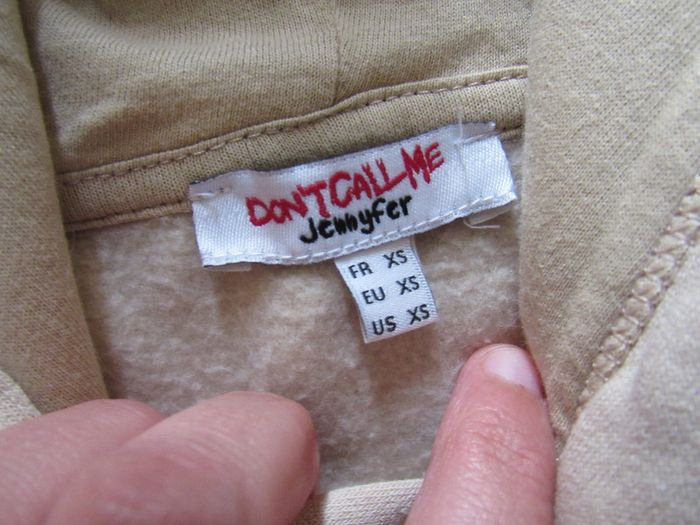 DON'T CALL ME
Jennyfer
FR XS
EU XS
US XS